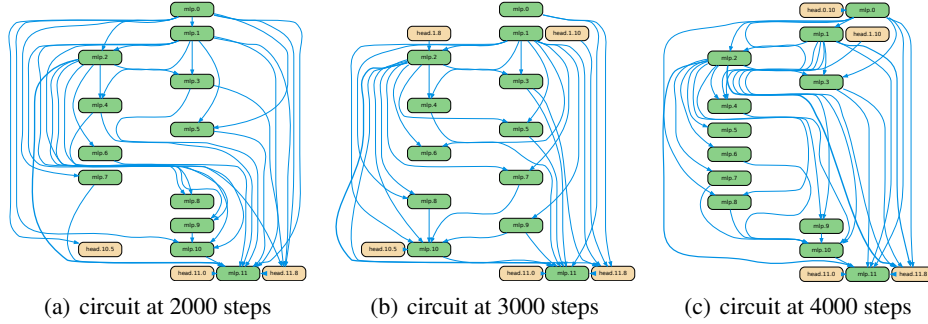 mlp.0
mlp.1
mlp.2
mlp.3
mlp.4
mlp.5
mlp.6
mlp.7
mlp.8
mlp.9
head.10.5 mlp.10
head.11.0 mlp.11 head.11.8
(a) circuit at 2000 steps
mlp.0
head.1.8 mlp.1 head.1.10
mlp.2
mlp.3
mlp.4
mlp.5
mlp.6
mlp.7
mlp.8
mlp.9
head.10.5 mlp.10
head.11.0 mlp.11 head.11.8
(b) circuit at 3000 steps
head.0.10 mlp.0
mlp.1 head.1.10
mlp.2
mlp.3
mlp.4
mlp.5
mlp.6
mlp.7
mlp.8
mlp.9
mlp.10
head.11.0 mlp.11 head.11.8
(c) circuit at 4000 steps